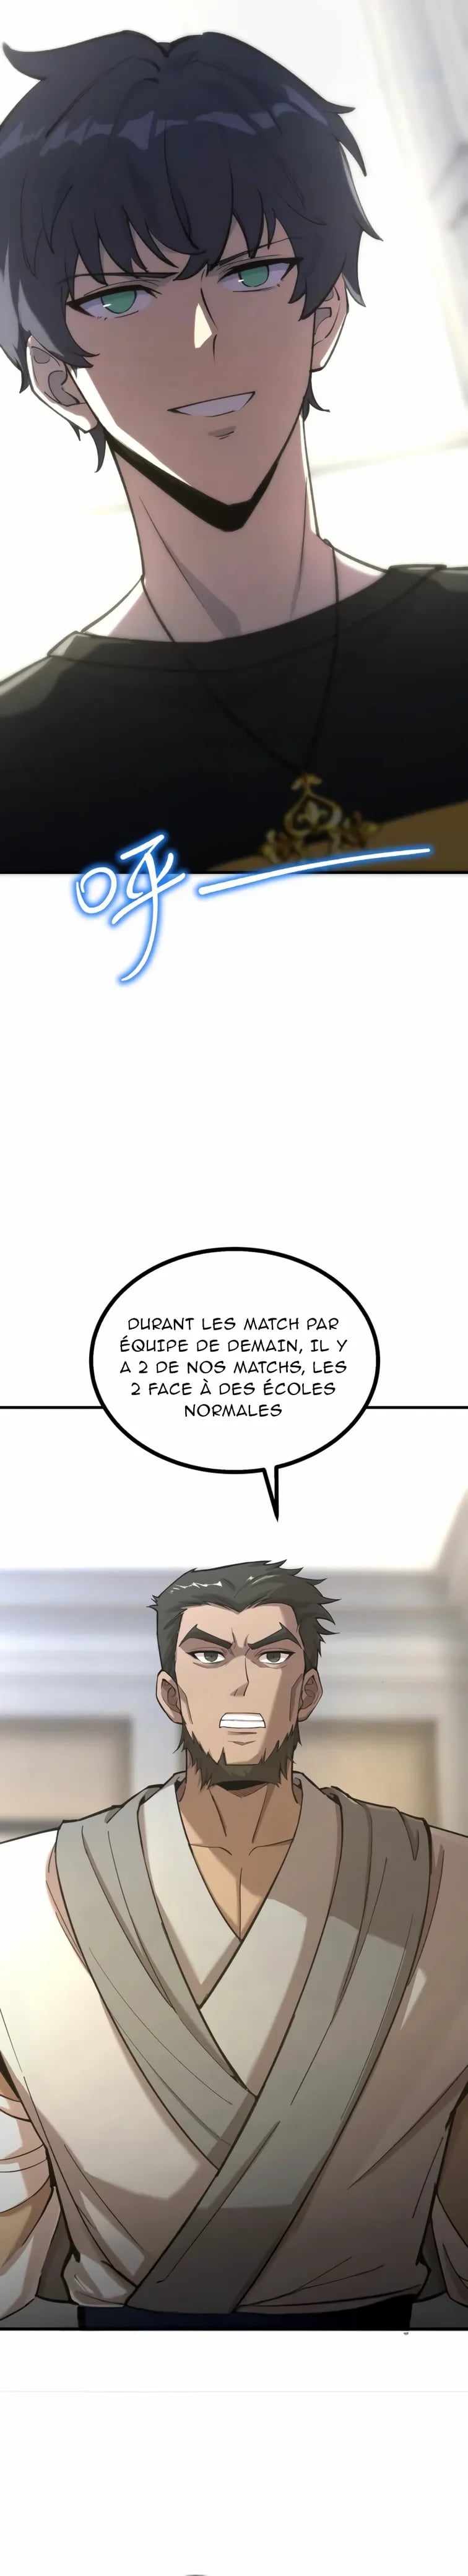 呼
DURANT LES MATCH PAR
ÉQUIPE DE DEMAIN, IL Y
A 2 DE NOS MATCHS, LES
2 FACE À DES ÉCOLES
NORMALES